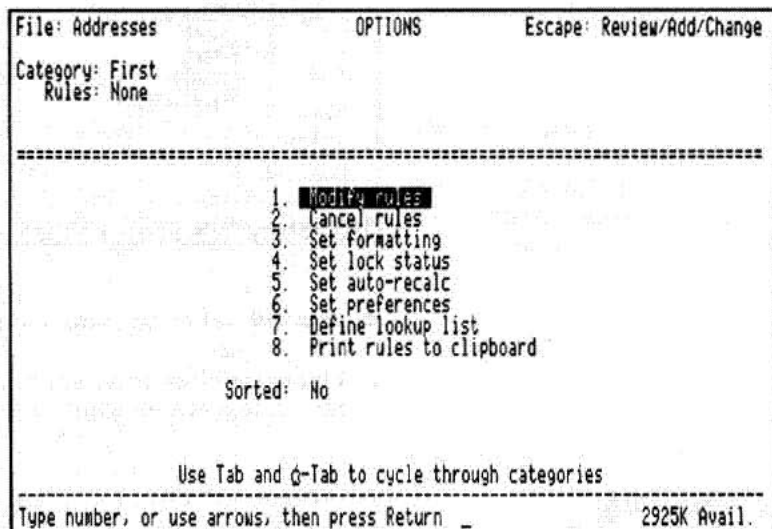 File: Addresses OPTIONS Escape: Review/Add/Change
Category: First
Rules: None
1. Modify rules
2. Cancel rules
3. Set formatting
4. Set lock status
5. Set auto-recalc
6. Set preferences
7. Define lookup list
8. Print rules to clipboard
Sorted: No
Use Tab and -Tab to cycle through categories
Type number, or use arrows, then press Return _ 2925K Avail.